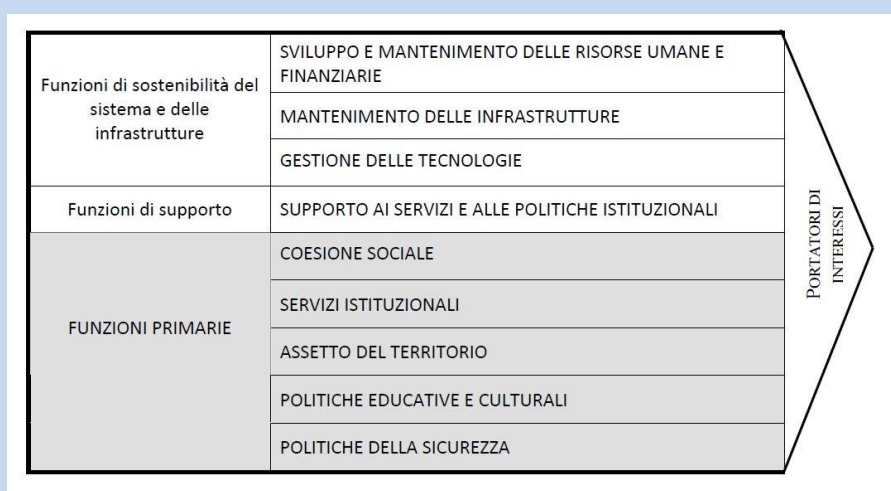 Funzioni di sostenibilità del
sistema e delle
infrastrutture
SVILUPPO E MANTENIMENTO DELLE RISORSE UMANE E
FINANZIARIE
MANTENIMENTO DELLE INFRASTRUTTURE
GESTIONE DELLE TECNOLOGIE
Funzioni di supporto
SUPPORTO AI SERVIZI E ALLE POLITICHE ISTITUZIONALI
FUNZIONI PRIMARIE
COESIONE SOCIALE
SERVIZI ISTITUZIONALI
ASSETTO DEL TERRITORIO
POLITICHE EDUCATIVE E CULTURALI
POLITICHE DELLA SICUREZZA
PORTATORI DI
INTERESSI